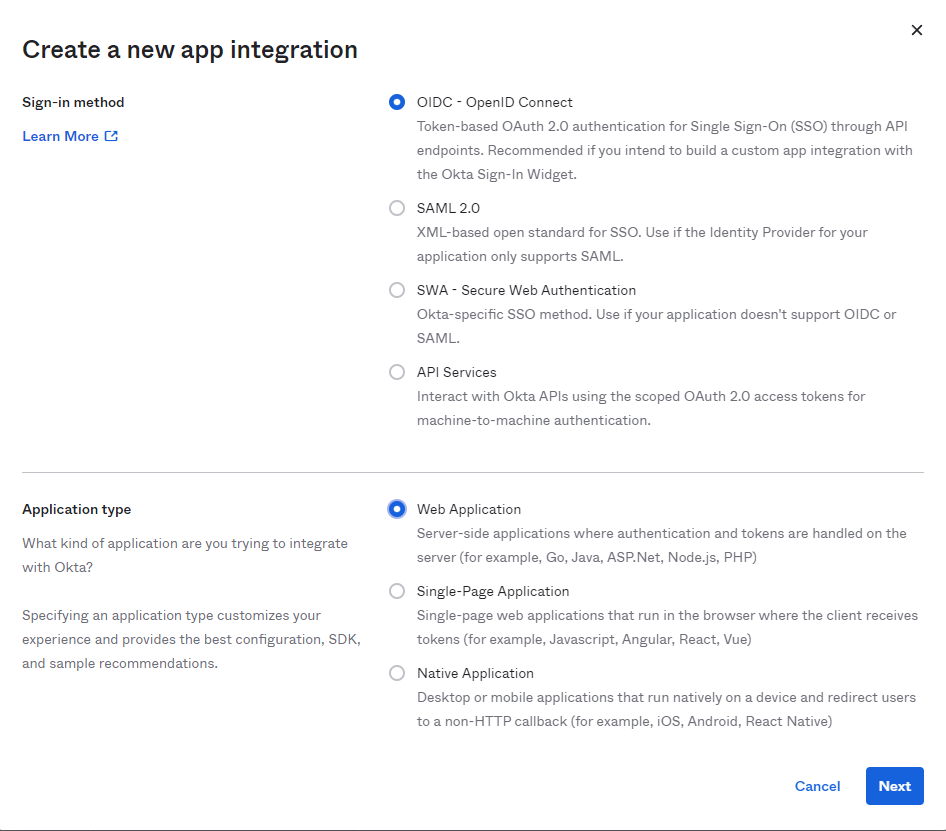 Create a new app integration
Sign-in method
Learn More
OIDC - OpenID Connect
Token-based OAuth 2.0 authentication for Single Sign-On (SSO) through API
endpoints. Recommended if you intend to build a custom app integration with
the Okta Sign-In Widget.
SAML 2.0
XML-based open standard for SSO. Use if the Identity Provider for your
application only supports SAML.
SWA - Secure Web Authentication
Okta-specific SSO method. Use if your application doesn't support OIDC or
SAML.
API Services
Interact with Okta APIs using the scoped OAuth 2.0 access tokens for
machine-to-machine authentication.
Application type
What kind of application are you trying to integrate
with Okta?
Specifying an application type customizes your
experience and provides the best configuration, SDK,
and sample recommendations.
Web Application
Server-side applications where authentication and tokens are handled on the
server (for example, Go, Java, ASP.Net, Node.js, PHP)
Single-Page Application
Single-page web applications that run in the browser where the client receives
tokens (for example, Javascript, Angular, React, Vue)
Native Application
Desktop or mobile applications that run natively on a device and redirect users
to a non-HTTP callback (for example, iOS, Android, React Native)
Cancel
Next